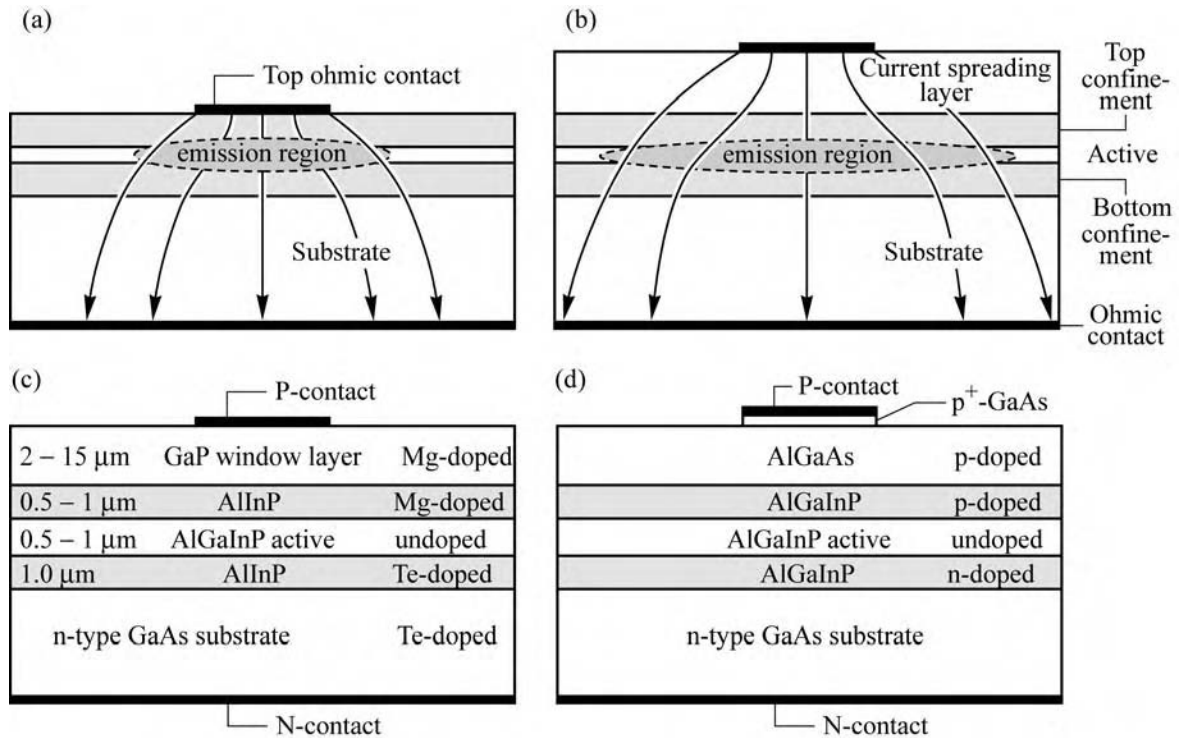 (a)
Top ohmic contact
emission region
Substrate
(b)
Current spreading
layer
emission region
Substrate
Top
confine-
ment
Active
Bottom
confine-
ment
Ohmic
contact
(c)
P-contact
2 – 15 μm GaP window layer Mg-doped
0.5 – 1 μm AlInP Mg-doped
0.5 – 1 μm AlGaInP active undoped
1.0 μm AlInP Te-doped
n-type GaAs substrate Te-doped
N-contact
(d)
P-contact
p⁺-GaAs
AlGaAs p-doped
AlGaInP p-doped
AlGaInP active undoped
AlGaInP n-doped
n-type GaAs substrate
N-contact